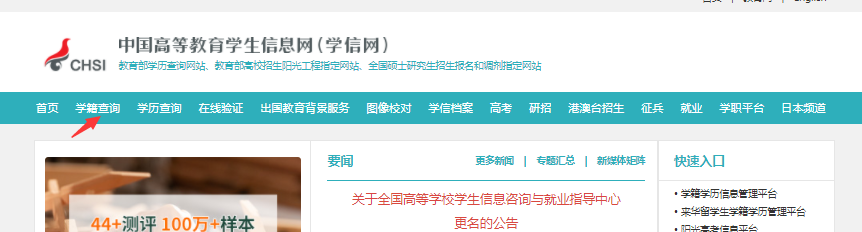 中国高等教育学生信息网（学信网）
CHSI
教育部学历查询网站、教育部高校招生阳光工程指定网站、全国硕士研究生招生报名和调剂指定网站
首页 学籍查询 学历查询 在线验证 出国教育背景服务 图像校对 学信档案 高考 研招 港澳台招生 征兵 就业 学职平台 日本频道
要闻 更多新闻 | 专题汇总 | 新媒体矩阵 快速入口
关于全国高等学校学生信息咨询与就业指导中心
更名的公告
• 学籍学历信息管理平台
• 来华留学生学籍学历管理平台
• 阳光高考信息平台
44+测评 100万+样本